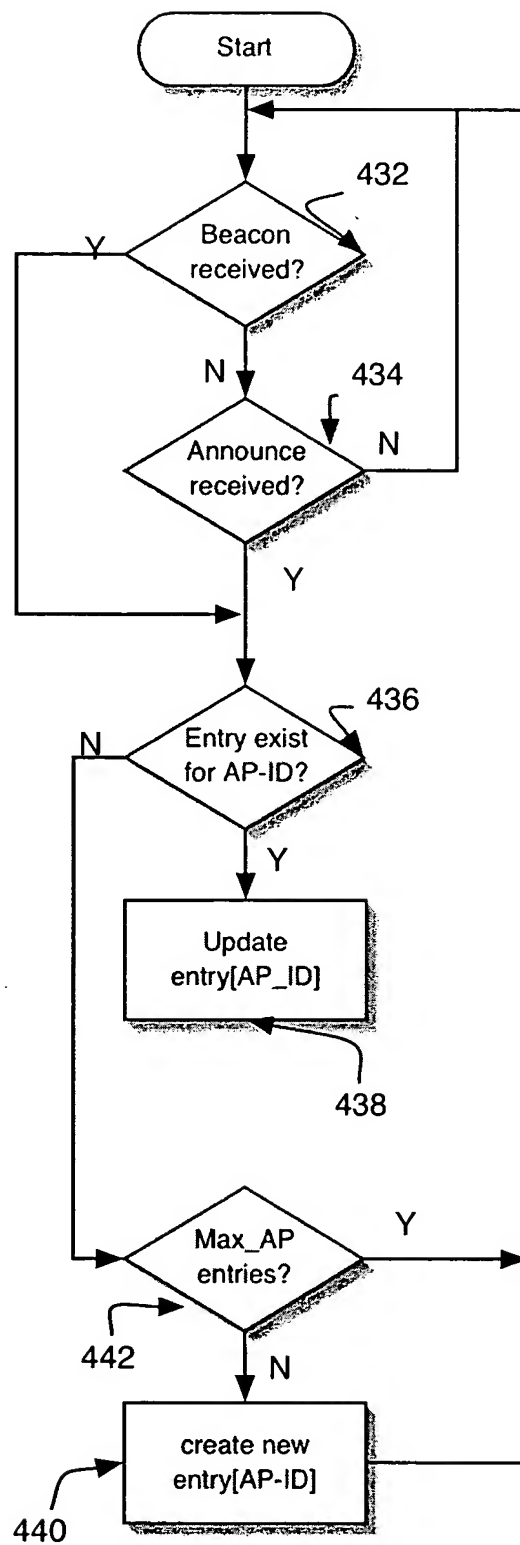 Start
432
Y
Beacon
received?
N
434
Announce
received?
N
Y
436
N
Entry exist
for AP-ID?
Y
Update
entry[AP_ID]
438
Max_AP
entries?
Y
442
N
create new
entry[AP-ID]
440